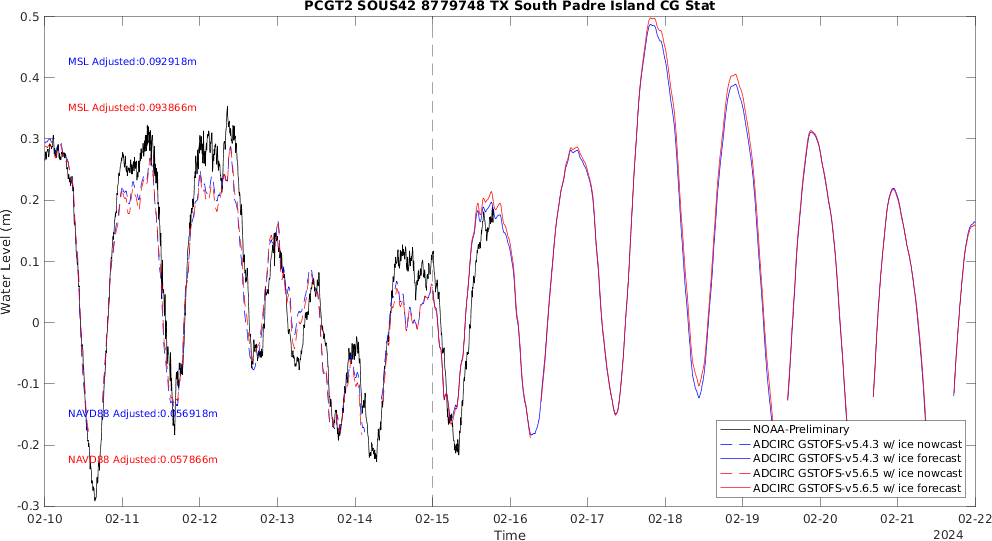 PCGT2 SOUS42 8779748 TX South Padre Island CG Stat
0.5
0.4
0.3
0.2
0.1
0
-0.1
-0.2
-0.3
Water Level (m)
MSL Adjusted:0.092918m
MSL Adjusted:0.093866m
NAVD88 Adjusted:0.056918m
NAVD88 Adjusted:0.057866m
NOAA-Preliminary
ADCIRC GSTOFS-v5.4.3 w/ ice nowcast
ADCIRC GSTOFS-v5.4.3 w/ ice forecast
ADCIRC GSTOFS-v5.6.5 w/ ice nowcast
ADCIRC GSTOFS-v5.6.5 w/ ice forecast
02-10 02-11 02-12 02-13 02-14 02-15 02-16 02-17 02-18 02-19 02-20 02-21 02-22
Time
2024